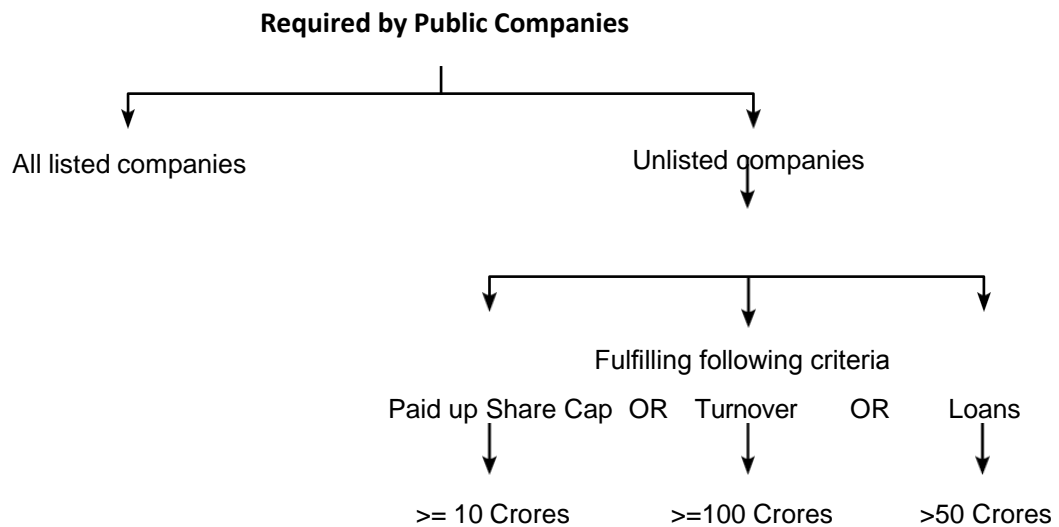 Required by Public Companies
All listed companies
Unlisted companies
Fulfilling following criteria
Paid up Share Cap OR Turnover OR Loans
>= 10 Crores >=100 Crores >50 Crores